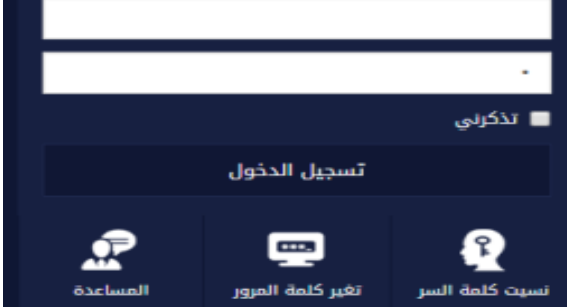 تذكرني
تسجيل الدخول
نسيت كلمة السر
تغير كلمة المرور
المساعدة